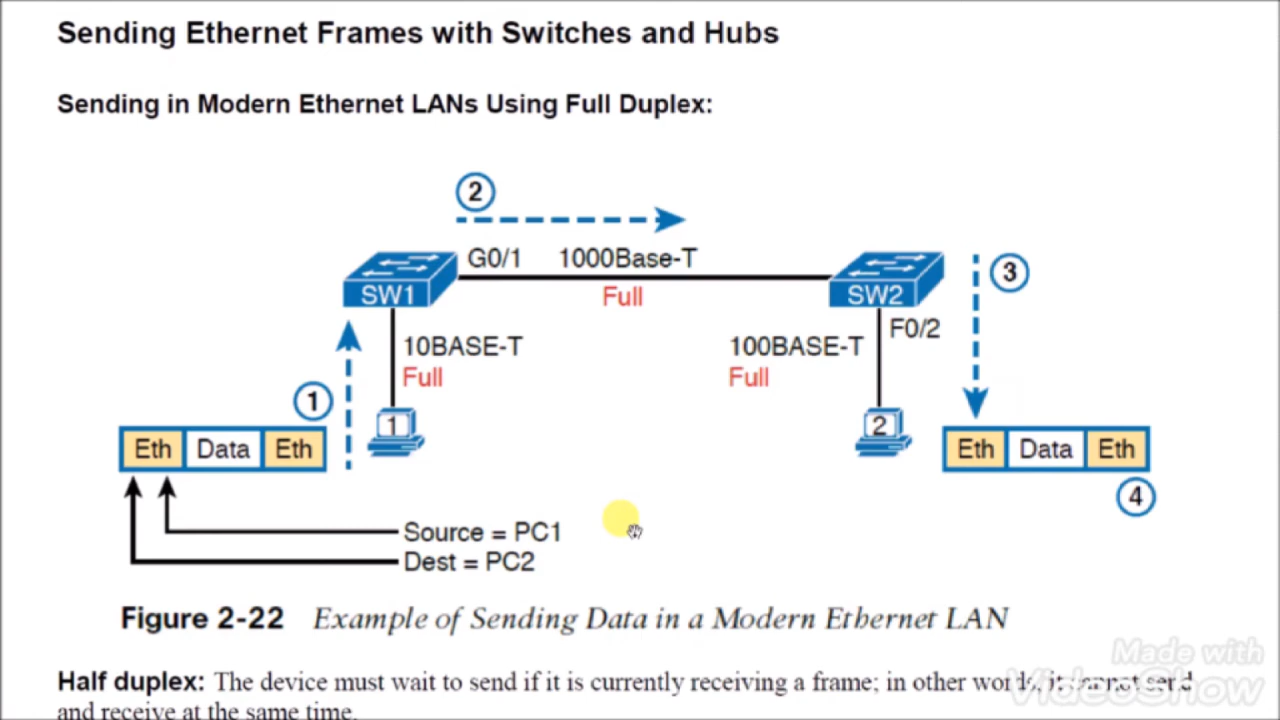 Sending Ethernet Frames with Switches and Hubs
Sending in Modern Ethernet LANs Using Full Duplex:
2
G0/1 1000Base-T
SW1 Full SW2
3
F0/2
10BASE-T
Full
100BASE-T
Full
1
1
2
Eth Data Eth
Eth Data Eth
4
Source = PC1
Dest = PC2
Figure 2-22 Example of Sending Data in a Modern Ethernet LAN
Made with
VideoShow
Half duplex: The device must wait to send if it is currently receiving a frame; in other words, it cannot send
and receive at the same time.